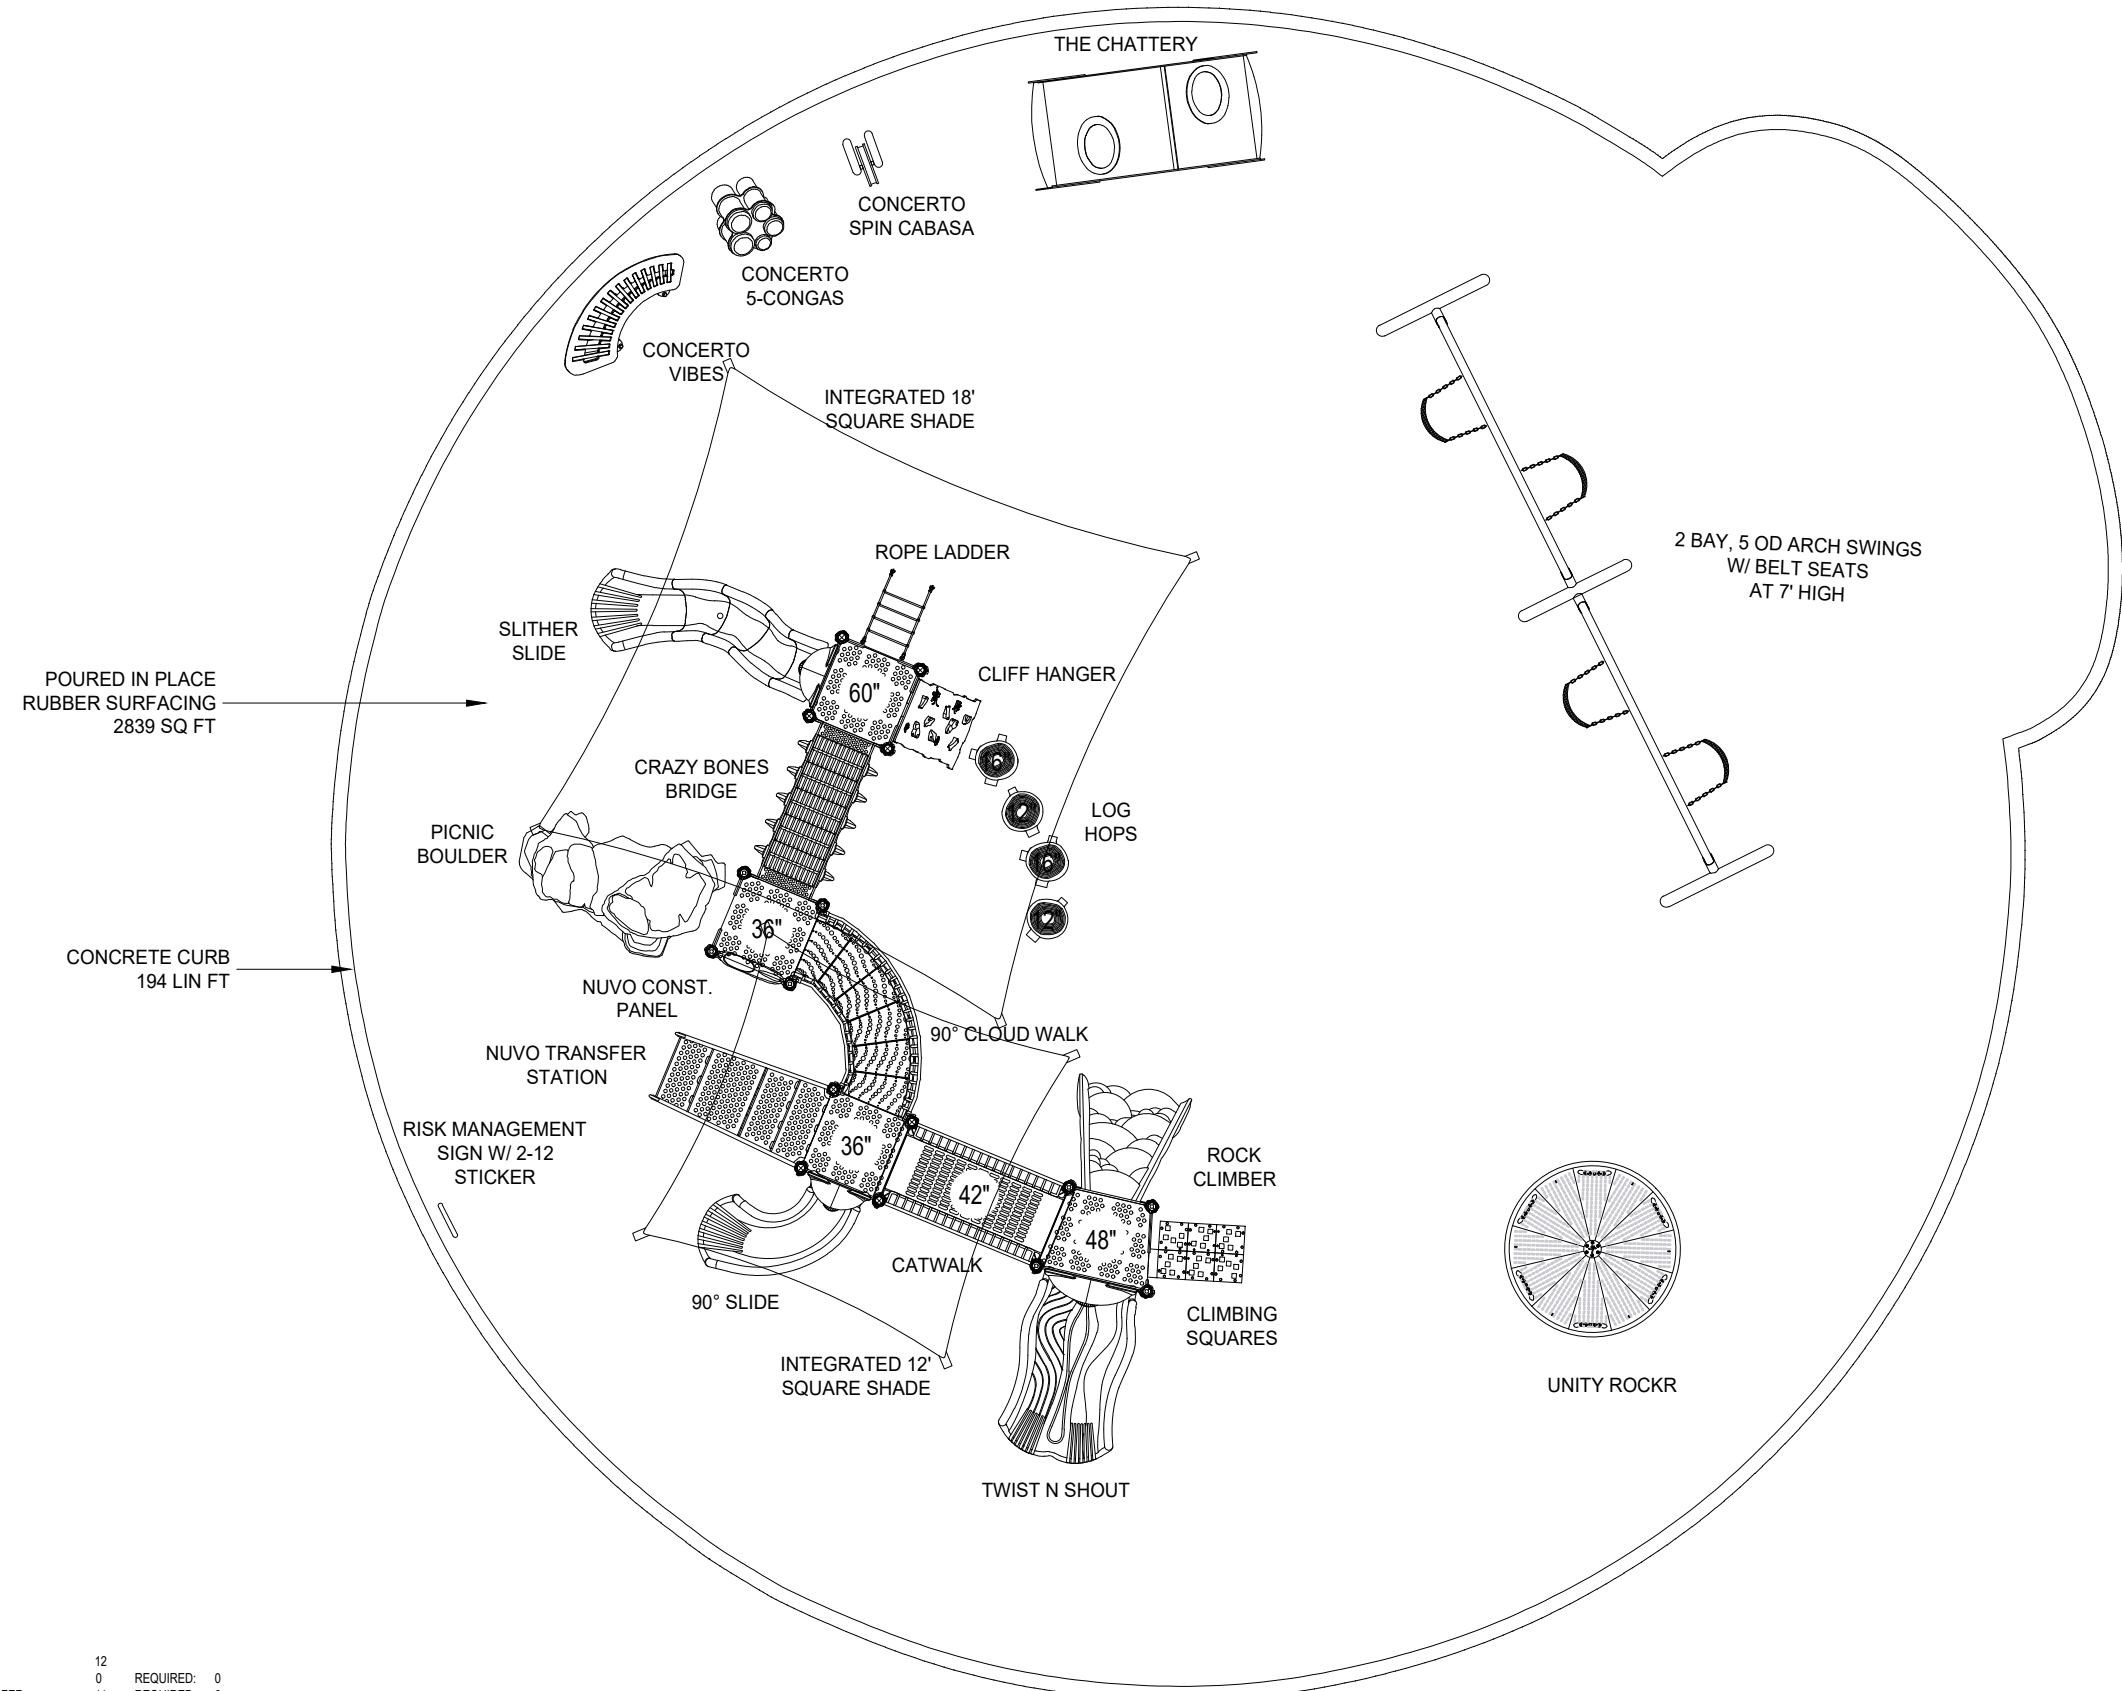 THE CHATTERY
CONCERTO
SPIN CABASA
CONCERTO
5-CONGAS
CONCERTO
VIBES
INTEGRATED 18'
SQUARE SHADE
2 BAY, 5 OD ARCH SWINGS
W/ BELT SEATS
AT 7' HIGH
ROPE LADDER
SLITHER
SLIDE
60"
CLIFF HANGER
POURED IN PLACE
RUBBER SURFACING
2839 SQ FT
CRAZY BONES
BRIDGE
LOG
HOPS
PICNIC
BOULDER
36"
CONCRETE CURB
194 LIN FT
NUVO CONST.
PANEL
90° CLOUD WALK
NUVO TRANSFER
STATION
RISK MANAGEMENT
SIGN W/ 2-12
STICKER
36"
42"
48"
ROCK
CLIMBER
CATWALK
90° SLIDE
CLIMBING
SQUARES
INTEGRATED 12'
SQUARE SHADE
UNITY ROCKR
TWIST N SHOUT
12
0 REQUIRED: 0